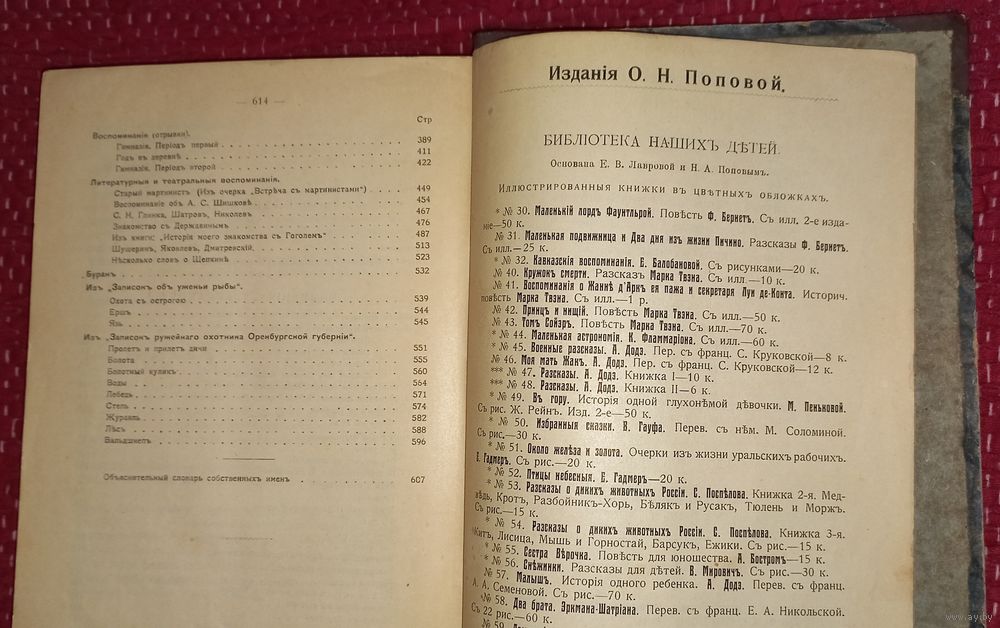 — 614 —
Стр
Воспоминанія (отрывки).
Гимназія. Періодъ первый 389
Годъ въ деревнѣ 411
Гимназія. Періодъ второй 422
Литературныя и театральныя воспоминанія.
Старый мартинистъ (Изъ очерка „Встрѣча съ мартинистами“) 449
Воспоминаніе объ А. С. Шишковѣ 454
С. Н. Глинка, Шатровъ, Николевъ 467
Знакомство съ Державинымъ 476
Изъ книги: „Исторія моего знакомства съ Гоголемъ“ 487
Шушеринъ, Яковлевъ, Дмитревскій 513
Нѣсколько словъ о Щепкинѣ 523
„Буранъ“ 532
Изъ „Записокъ объ уженьи рыбы“.
Охота съ острогою 539
Ершъ 544
Язь 545
Изъ „Записокъ ружейнаго охотника Оренбургской губерніи“.
Пролетъ и прилетъ дичи 551
Болота 555
Болотный куликъ 560
Воды 564
Лебедь 571
Степь 574
Журавль 582
Лѣсъ 588
Вальдшнепъ 596
Объяснительный словарь собственныхъ именъ 607
Изданія О. Н. Поповой.
БИБЛІОТЕКА НАШИХЪ ДѢТЕЙ.
Основана Е. В. Лавровой и Н. А. Поповымъ.
Иллюстрированныя книжки въ цвѣтныхъ обложкахъ.
* № 30. Маленькій лордъ Фаунтльрой. Повѣсть Ф. Бернетъ. Съ илл. 2-е изда-
ніе—50 к.
№ 31. Маленькая подвижница и Два дня изъ жизни Пичино. Разсказы Ф. Бернетъ.
Съ илл.—25 к.
* № 32. Кавказскія воспоминанія. Е. Балобановой. Съ рисунками—20 к.
№ 40. Кружокъ смерти. Разсказъ Марка Твэна. Съ илл.—10 к.
№ 41. Воспоминанія о Жаннѣ д'Аркъ ея пажа и секретаря Луи де-Конта. Историч.
повѣсть Марка Твэна. Съ илл.—1 р.
№ 42. Принцъ и нищій. Повѣсть Марка Твэна. Съ илл.—50 к.
№ 43. Томъ Сойэръ. Повѣсть Марка Твэна. Съ илл.—70 к.
* № 44. Маленькая астрономія. К. Фламмаріона. Съ илл.—60 к.
* № 45. Военные разсказы. А. Додэ. Пер. съ франц. С. Круковской—8 к.
№ 46. Моя мать Жакъ. А. Додэ. Пер. съ франц. С. Круковской—12 к.
*** № 47. Разсказы. А. Додэ. Книжка I—10 к.
*** № 48. Разсказы. А. Додэ. Книжка II—6 к.
* № 49. Въ гору. Исторія одной глухонѣмой дѣвочки. М. Пеньковой.
Съ рис. Ж. Рейнъ. Изд. 2-е—50 к.
* № 50. Избранныя сказки. В. Гауфа. Перев. съ нѣм. М. Соломиной.
Съ рис.—30 к.
* № 51. Около желѣза и золота. Очерки изъ жизни уральскихъ рабочихъ.
Е. Гадмеръ. Съ рис.—20 к.
* № 52. Птицы небесныя. Е. Гадмеръ—20 к.
* № 53. Разсказы о дикихъ животныхъ Россіи. С. Поспѣлова. Книжка 2-я. Мед-
вѣдь, Кротъ, Разбойникъ-Хорь, Бѣлякъ и Русакъ, Тюлень и Моржъ.
Съ рис.—15 к.
* № 54. Разсказы о дикихъ животныхъ Россіи. С. Поспѣлова. Книжка 3-я.
Китъ, Лисица, Мышь и Горностай, Барсукъ, Ежики. Съ рис.—15 к.
* № 55. Сестра Вѣрочка. Повѣсть для юношества. А. Бостромъ—15 к.
* № 56. Снѣжинки. Разсказы для дѣтей. В. Мировичъ. Съ рис.—30 к.
№ 57. Малышъ. Исторія одного ребенка. А. Додэ. Перев. съ франц.
А. А. Семеновой. Съ рис.—70 к.
* № 58. Два брата. Эркмана-Шатріана. Перев. съ франц. Е. А. Никольской.
Съ 22 рис.—60 к.
№ 59.
www.ay.by